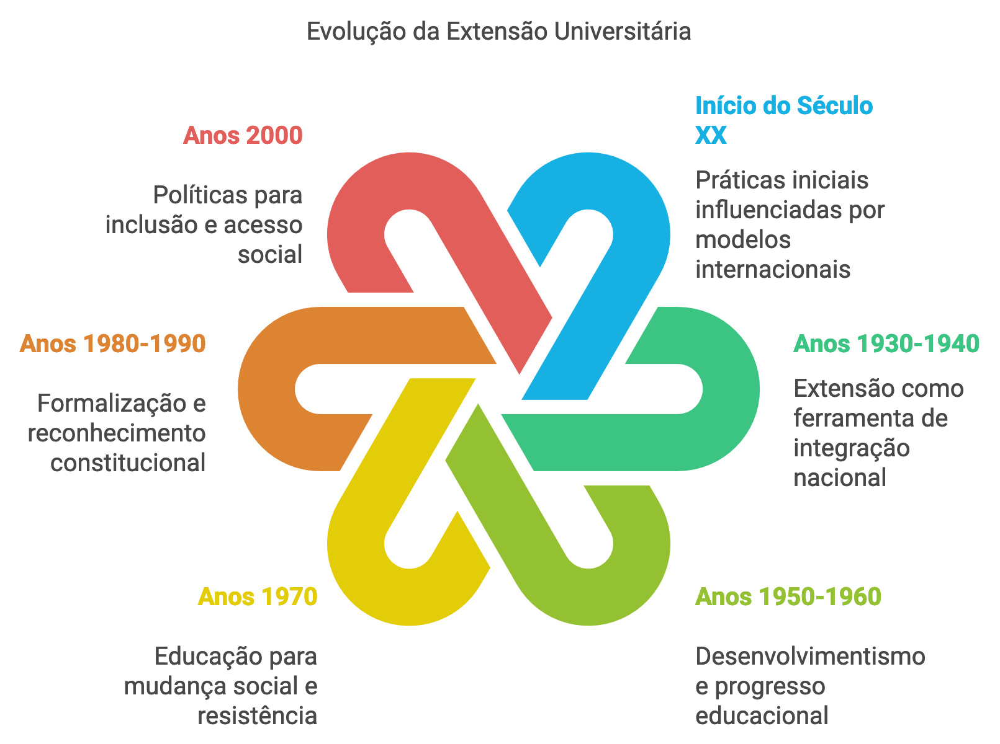 Evolução da Extensão Universitária
Início do Século
XX
Práticas iniciais
influenciadas por
modelos
internacionais
Anos 1930-1940
Extensão como
ferramenta de
integração
nacional
Anos 1950-1960
Desenvolvimentismo
e progresso
educacional
Anos 1970
Educação para
mudança social e
resistência
Anos 1980-1990
Formalização e
reconhecimento
constitucional
Anos 2000
Políticas para
inclusão e acesso
social